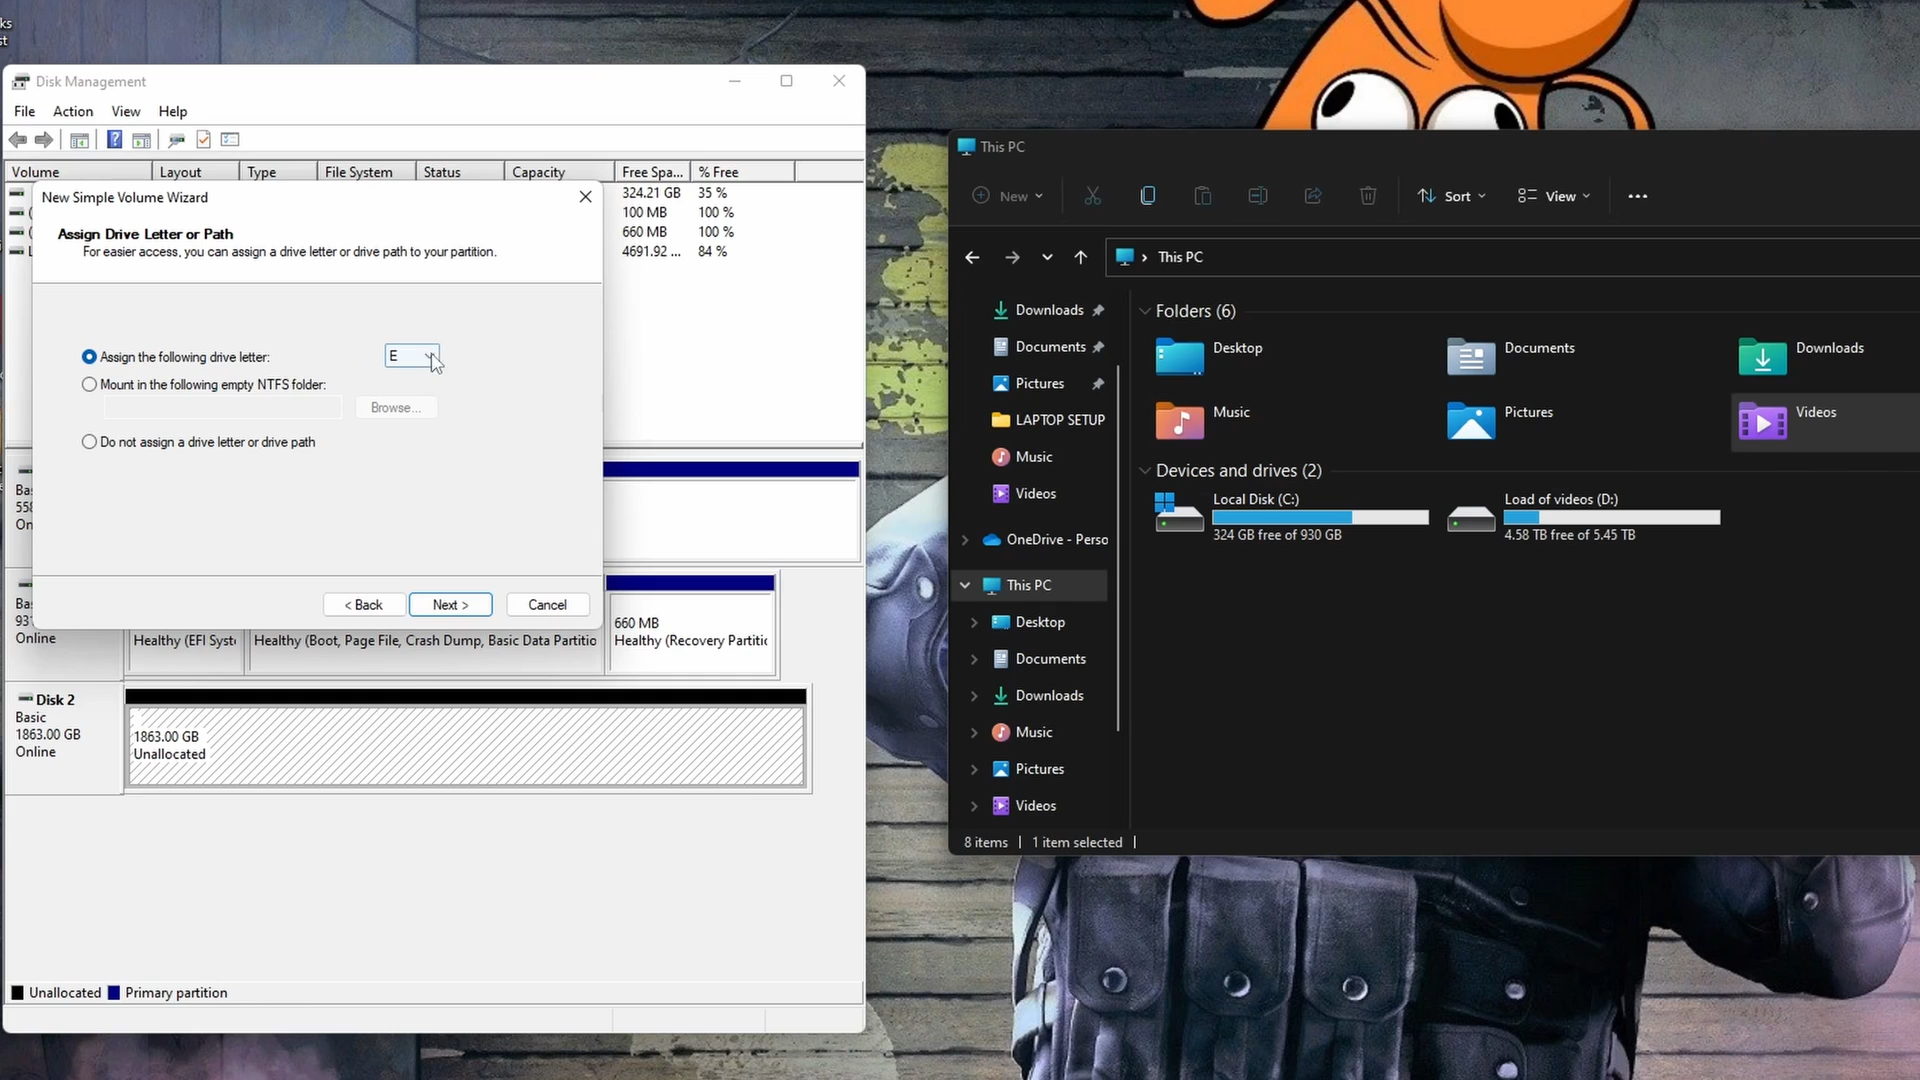 ks
st
Disk Management
File Action View Help
Volume Layout Type File System Status Capacity Free Spa... % Free
324.21 GB 35 %
100 MB 100 %
660 MB 100 %
4691.92 ... 84 %
New Simple Volume Wizard
Assign Drive Letter or Path
For easier access, you can assign a drive letter or drive path to your partition.
Assign the following drive letter: E
Mount in the following empty NTFS folder:
Browse...
Do not assign a drive letter or drive path
< Back Next > Cancel
Bas
558
On
Bas
931
Online
Healthy (EFI Syst
Healthy (Boot, Page File, Crash Dump, Basic Data Partitio
660 MB
Healthy (Recovery Partitic
Disk 2
Basic
1863.00 GB
Online
1863.00 GB
Unallocated
Unallocated Primary partition
This PC
New Sort View
This PC
Downloads
Documents
Pictures
LAPTOP SETUP
Music
Videos
OneDrive - Perso
This PC
Desktop
Documents
Downloads
Music
Pictures
Videos
Folders (6)
Desktop Documents Downloads
Music Pictures Videos
Devices and drives (2)
Local Disk (C:)
324 GB free of 930 GB
Load of videos (D:)
4.58 TB free of 5.45 TB
8 items 1 item selected